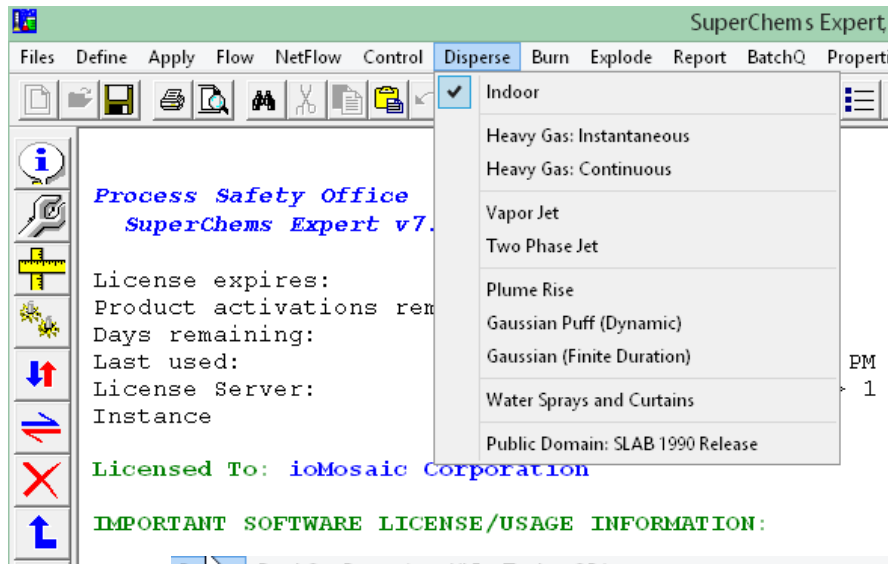 SuperChems Expert,
Files Define Apply Flow NetFlow Control Disperse Burn Explode Report BatchQ Properti
Indoor
Heavy Gas: Instantaneous
Heavy Gas: Continuous
Vapor Jet
Two Phase Jet
Plume Rise
Gaussian Puff (Dynamic)
Gaussian (Finite Duration)
Water Sprays and Curtains
Public Domain: SLAB 1990 Release
Process Safety Office
SuperChems Expert v7.
License expires:
Product activations rem
Days remaining:
Last used: PM
License Server: 1
Instance
Licensed To: ioMosaic Corporation
IMPORTANT SOFTWARE LICENSE/USAGE INFORMATION: